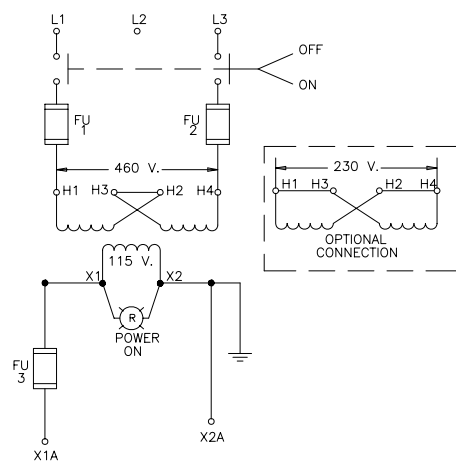 L1 L2 L3
OFF
ON
FU
1
FU
2
460 V.
H1 H3 H2 H4
230 V.
H1 H3 H2 H4
OPTIONAL
CONNECTION
115 V.
X1 X2
R
POWER
ON
FU
3
X1A
X2A